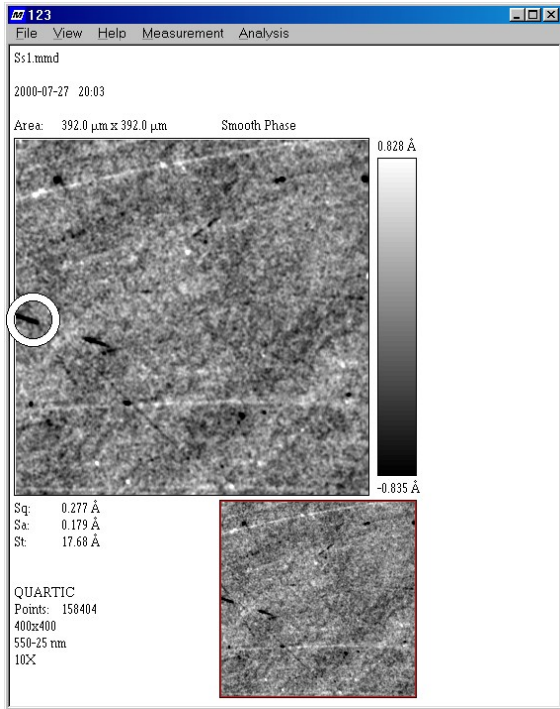 123
File View Help Measurement Analysis
Ss1.mmd
2000-07-27 20:03
Area: 392.0 μm x 392.0 μm Smooth Phase
0.828 Å
-0.835 Å
Sq: 0.277 Å
Sa: 0.179 Å
St: 17.68 Å
QUARTIC
Points: 158404
400x400
550-25 nm
10X